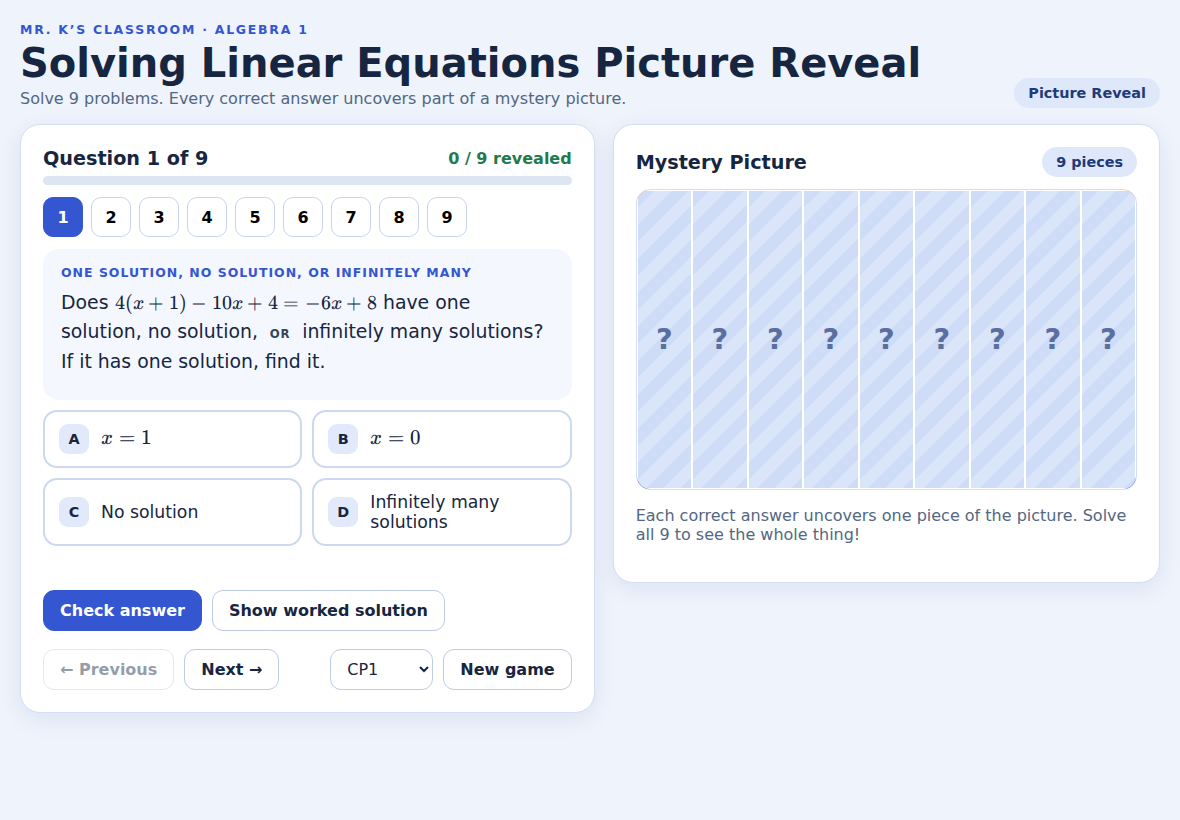 MR. K’S CLASSROOM · ALGEBRA 1
Solving Linear Equations Picture Reveal
Solve 9 problems. Every correct answer uncovers part of a mystery picture.
Picture Reveal
Question 1 of 9
0 / 9 revealed
1 2 3 4 5 6 7 8 9
ONE SOLUTION, NO SOLUTION, OR INFINITELY MANY
Does 4(x + 1) − 10x + 4 = −6x + 8 have one
solution, no solution, OR infinitely many solutions?
If it has one solution, find it.
A x = 1
B x = 0
C No solution
D Infinitely many
solutions
Check answer
Show worked solution
← Previous
Next →
CP1
New game
Mystery Picture
9 pieces
? ? ? ? ? ? ? ? ?
Each correct answer uncovers one piece of the picture. Solve
all 9 to see the whole thing!